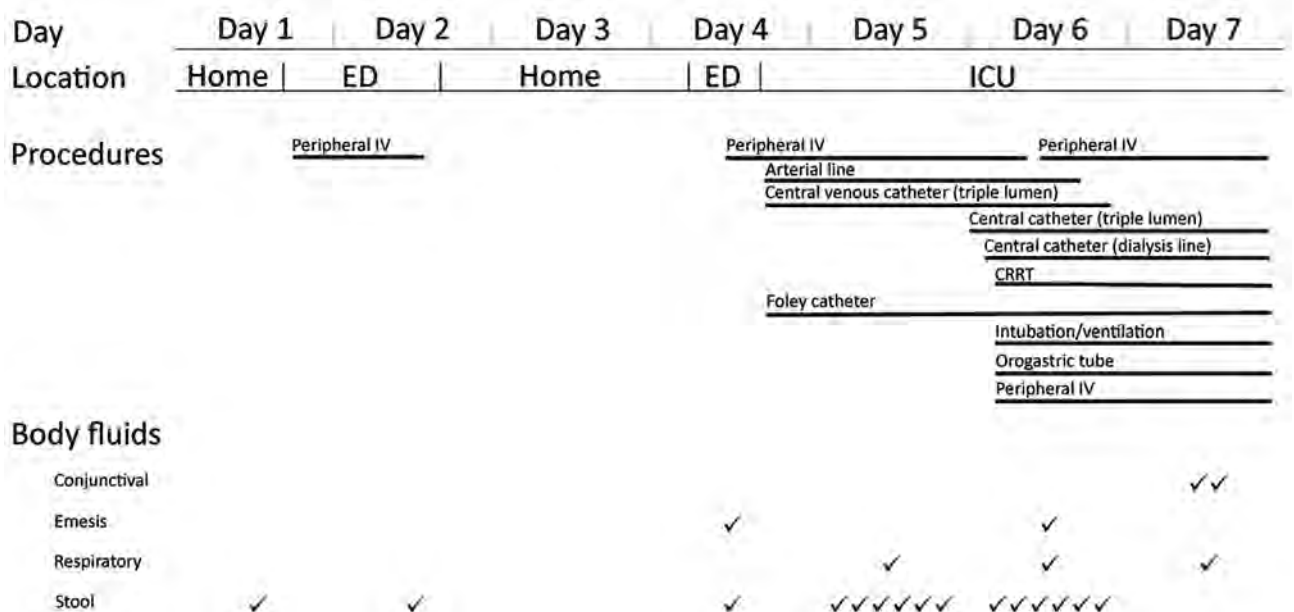 Day Day 1 Day 2 Day 3 Day 4 Day 5 Day 6 Day 7
Location Home ED Home ED ICU
Procedures Peripheral IV Peripheral IV Peripheral IV
Arterial line
Central venous catheter (triple lumen)
Central catheter (triple lumen)
Central catheter (dialysis line)
CRRT
Foley catheter
Intubation/ventilation
Orogastric tube
Peripheral IV
Body fluids
Conjunctival ✓✓
Emesis ✓ ✓
Respiratory ✓ ✓ ✓
Stool ✓ ✓ ✓ ✓✓✓✓✓✓ ✓✓✓✓✓✓